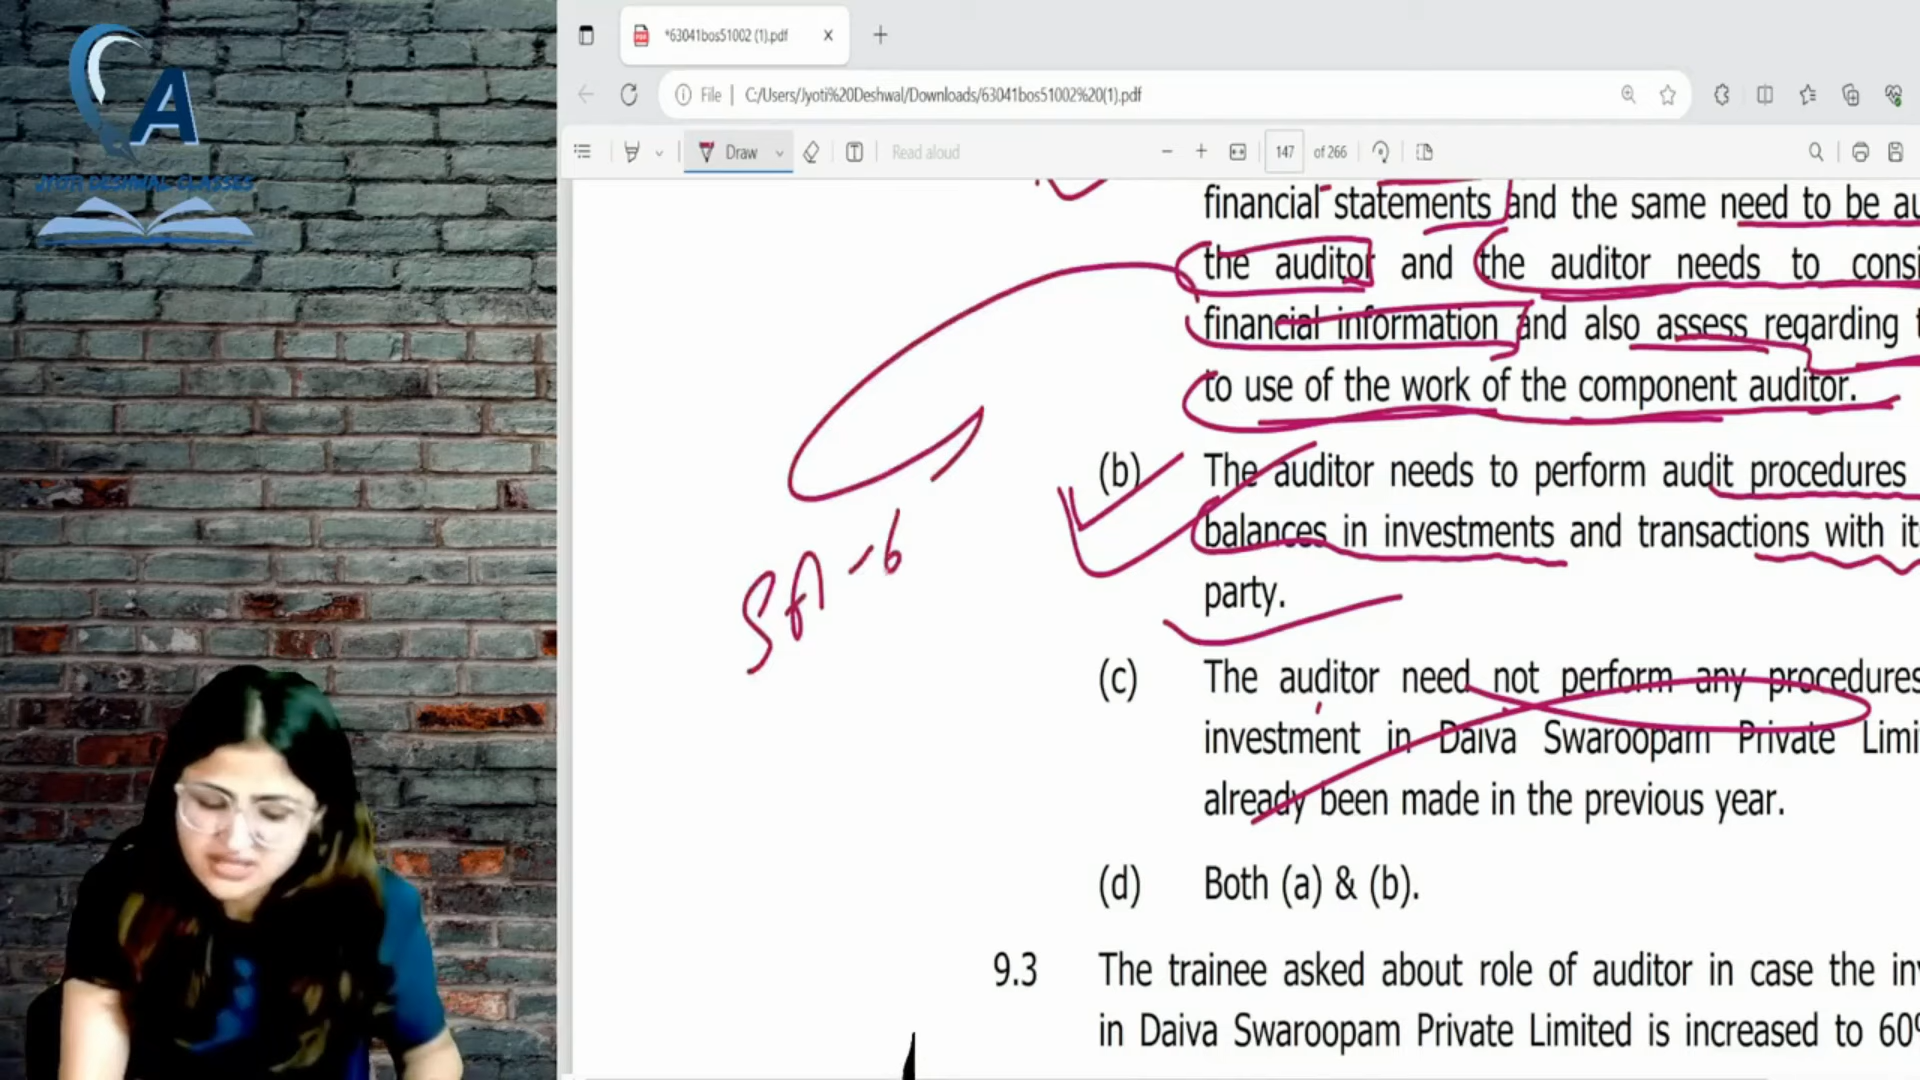 A
JYOTI DESHWAL CLASSES
*63041bos51002 (1).pdf
File
C:/Users/Jyoti%20Deshwal/Downloads/63041bos51002%20(1).pdf
Draw
Read aloud
147 of 266
financial statements and the same need to be au
the auditor and the auditor needs to consi
financial information and also assess regarding t
to use of the work of the component auditor.
(b) The auditor needs to perform audit procedures
balances in investments and transactions with it
party.
SA-6
(c) The auditor need not perform any procedures
investment in Daiva Swaroopam Private Limi
already been made in the previous year.
(d) Both (a) & (b).
9.3 The trainee asked about role of auditor in case the inv
in Daiva Swaroopam Private Limited is increased to 60%